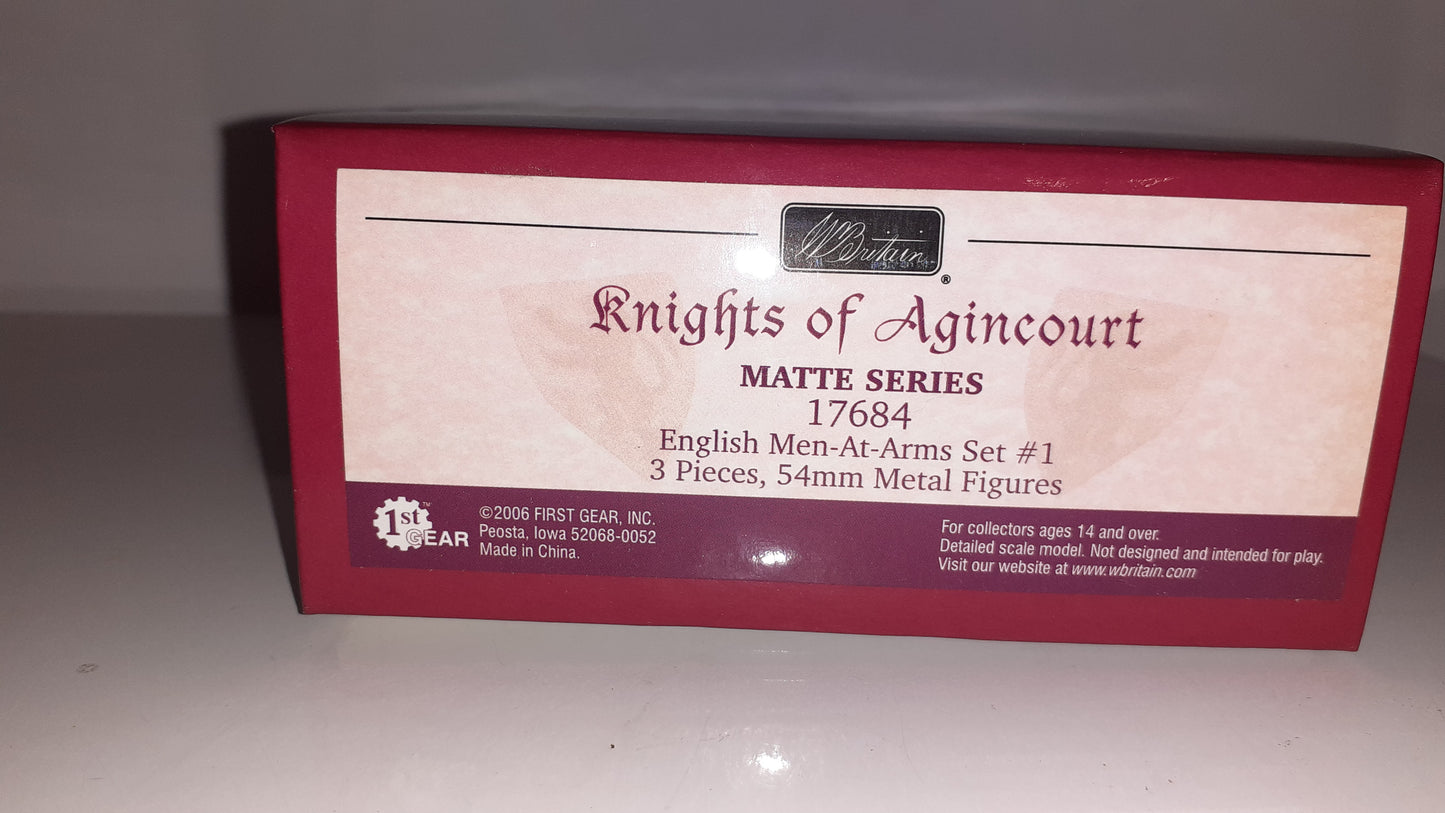 WBritain
®
Knights of Agincourt
MATTE SERIES
17684
English Men-At-Arms Set #1
3 Pieces, 54mm Metal Figures
1st GEAR™
©2006 FIRST GEAR, INC.
Peosta, Iowa 52068-0052
Made in China.
For collectors ages 14 and over.
Detailed scale model. Not designed and intended for play.
Visit our website at www.wbritain.com